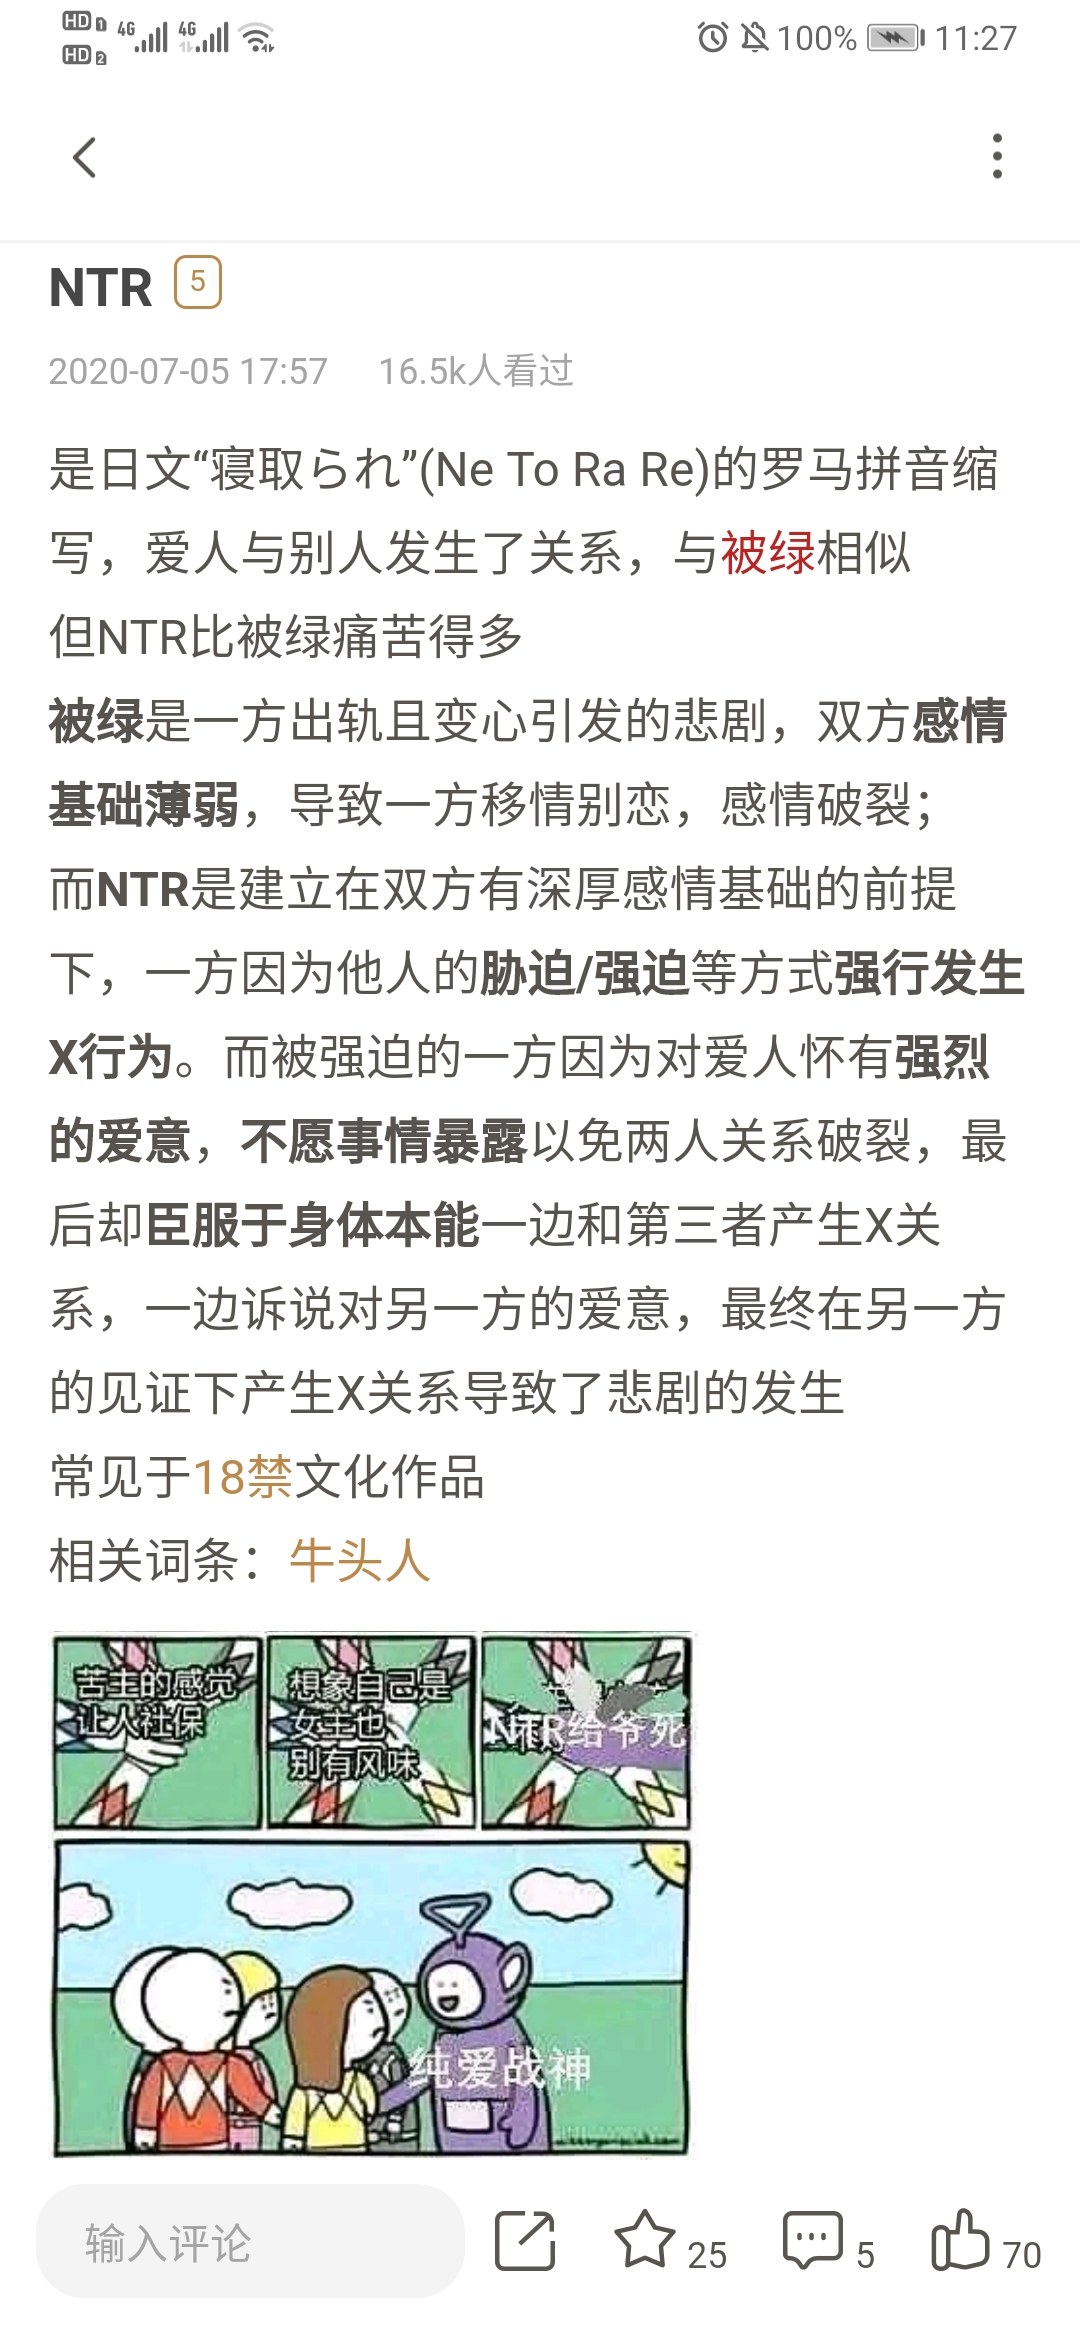 HD 1 4G 4G 100% 11:27
HD 2
NTR 5
2020-07-05 17:57 16.5k人看过
是日文“寝取られ”(Ne To Ra Re)的罗马拼音缩
写，爱人与别人发生了关系，与被绿相似
但NTR比被绿痛苦得多
被绿是一方出轨且变心引发的悲剧，双方感情
基础薄弱，导致一方移情别恋，感情破裂；
而NTR是建立在双方有深厚感情基础的前提
下，一方因为他人的胁迫/强迫等方式强行发生
X行为。而被强迫的一方因为对爱人怀有强烈
的爱意，不愿事情暴露以免两人关系破裂，最
后却臣服于身体本能一边和第三者产生X关
系，一边诉说对另一方的爱意，最终在另一方
的见证下产生X关系导致了悲剧的发生
常见于18禁文化作品
相关词条：牛头人
苦主的感觉
让人社保
想象自己是
女主也
别有风味
NTR给爷死
纯爱战神
输入评论 25 5 70